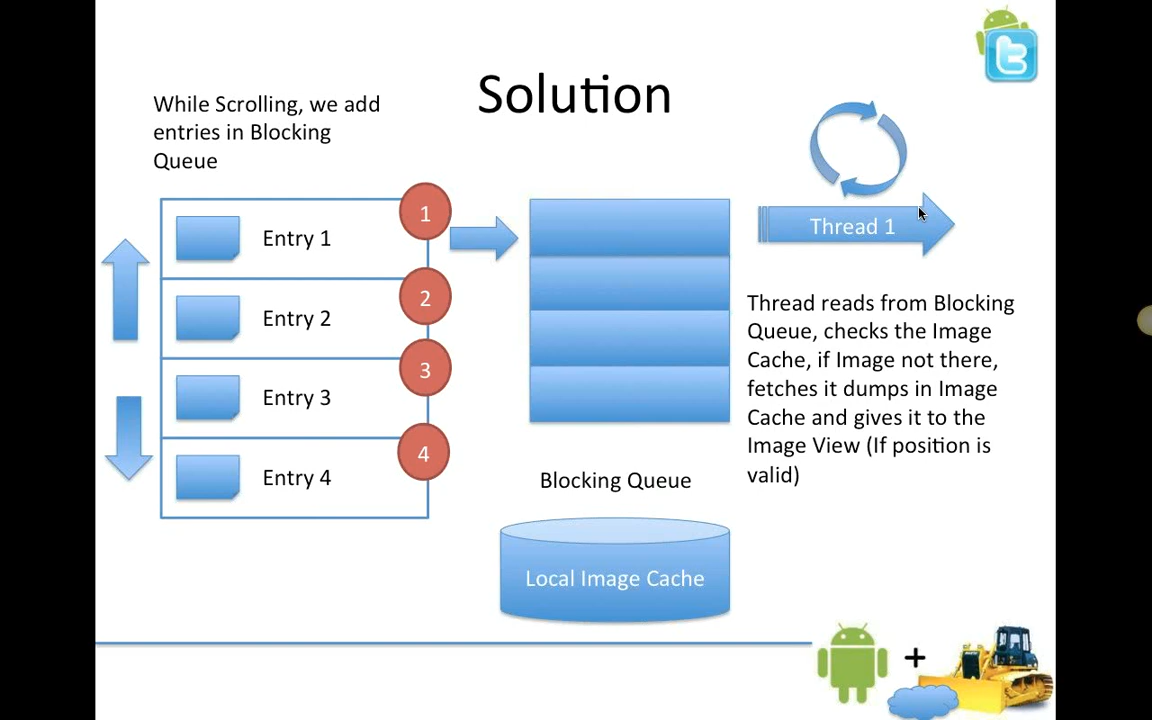 Solution
While Scrolling, we add
entries in Blocking
Queue
1
Entry 1
2
Entry 2
3
Entry 3
4
Entry 4
Blocking Queue
Local Image Cache
Thread 1
Thread reads from Blocking
Queue, checks the Image
Cache, if Image not there,
fetches it dumps in Image
Cache and gives it to the
Image View (If position is
valid)
+